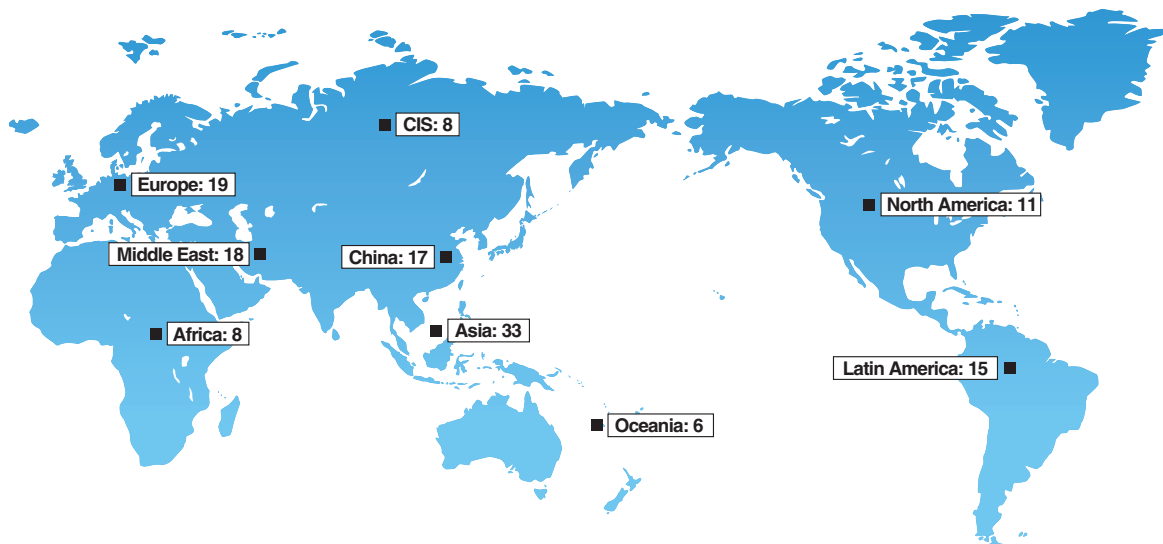 CIS: 8
Europe: 19
North America: 11
Middle East: 18
China: 17
Africa: 8
Asia: 33
Latin America: 15
Oceania: 6